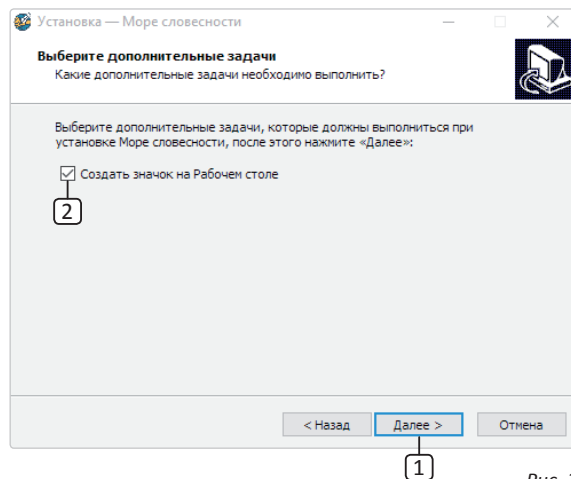 Установка — Море словесности
Выберите дополнительные задачи
Какие дополнительные задачи необходимо выполнить?
Выберите дополнительные задачи, которые должны выполниться при
установке Море словесности, после этого нажмите «Далее»:
Создать значок на Рабочем столе
2
< Назад Далее > Отмена
1
Рис.